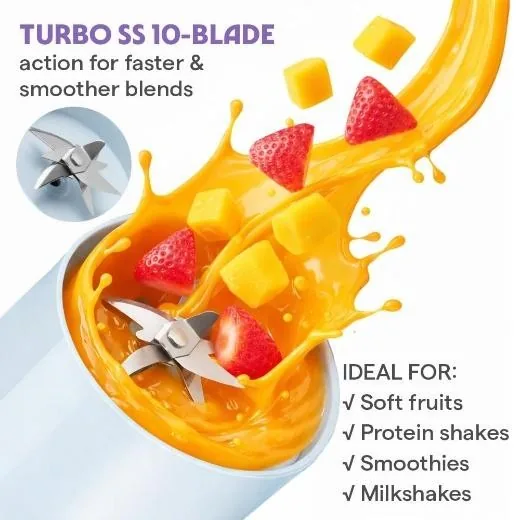 TURBO SS 10-BLADE
action for faster &
smoother blends
IDEAL FOR:
√ Soft fruits
√ Protein shakes
√ Smoothies
√ Milkshakes